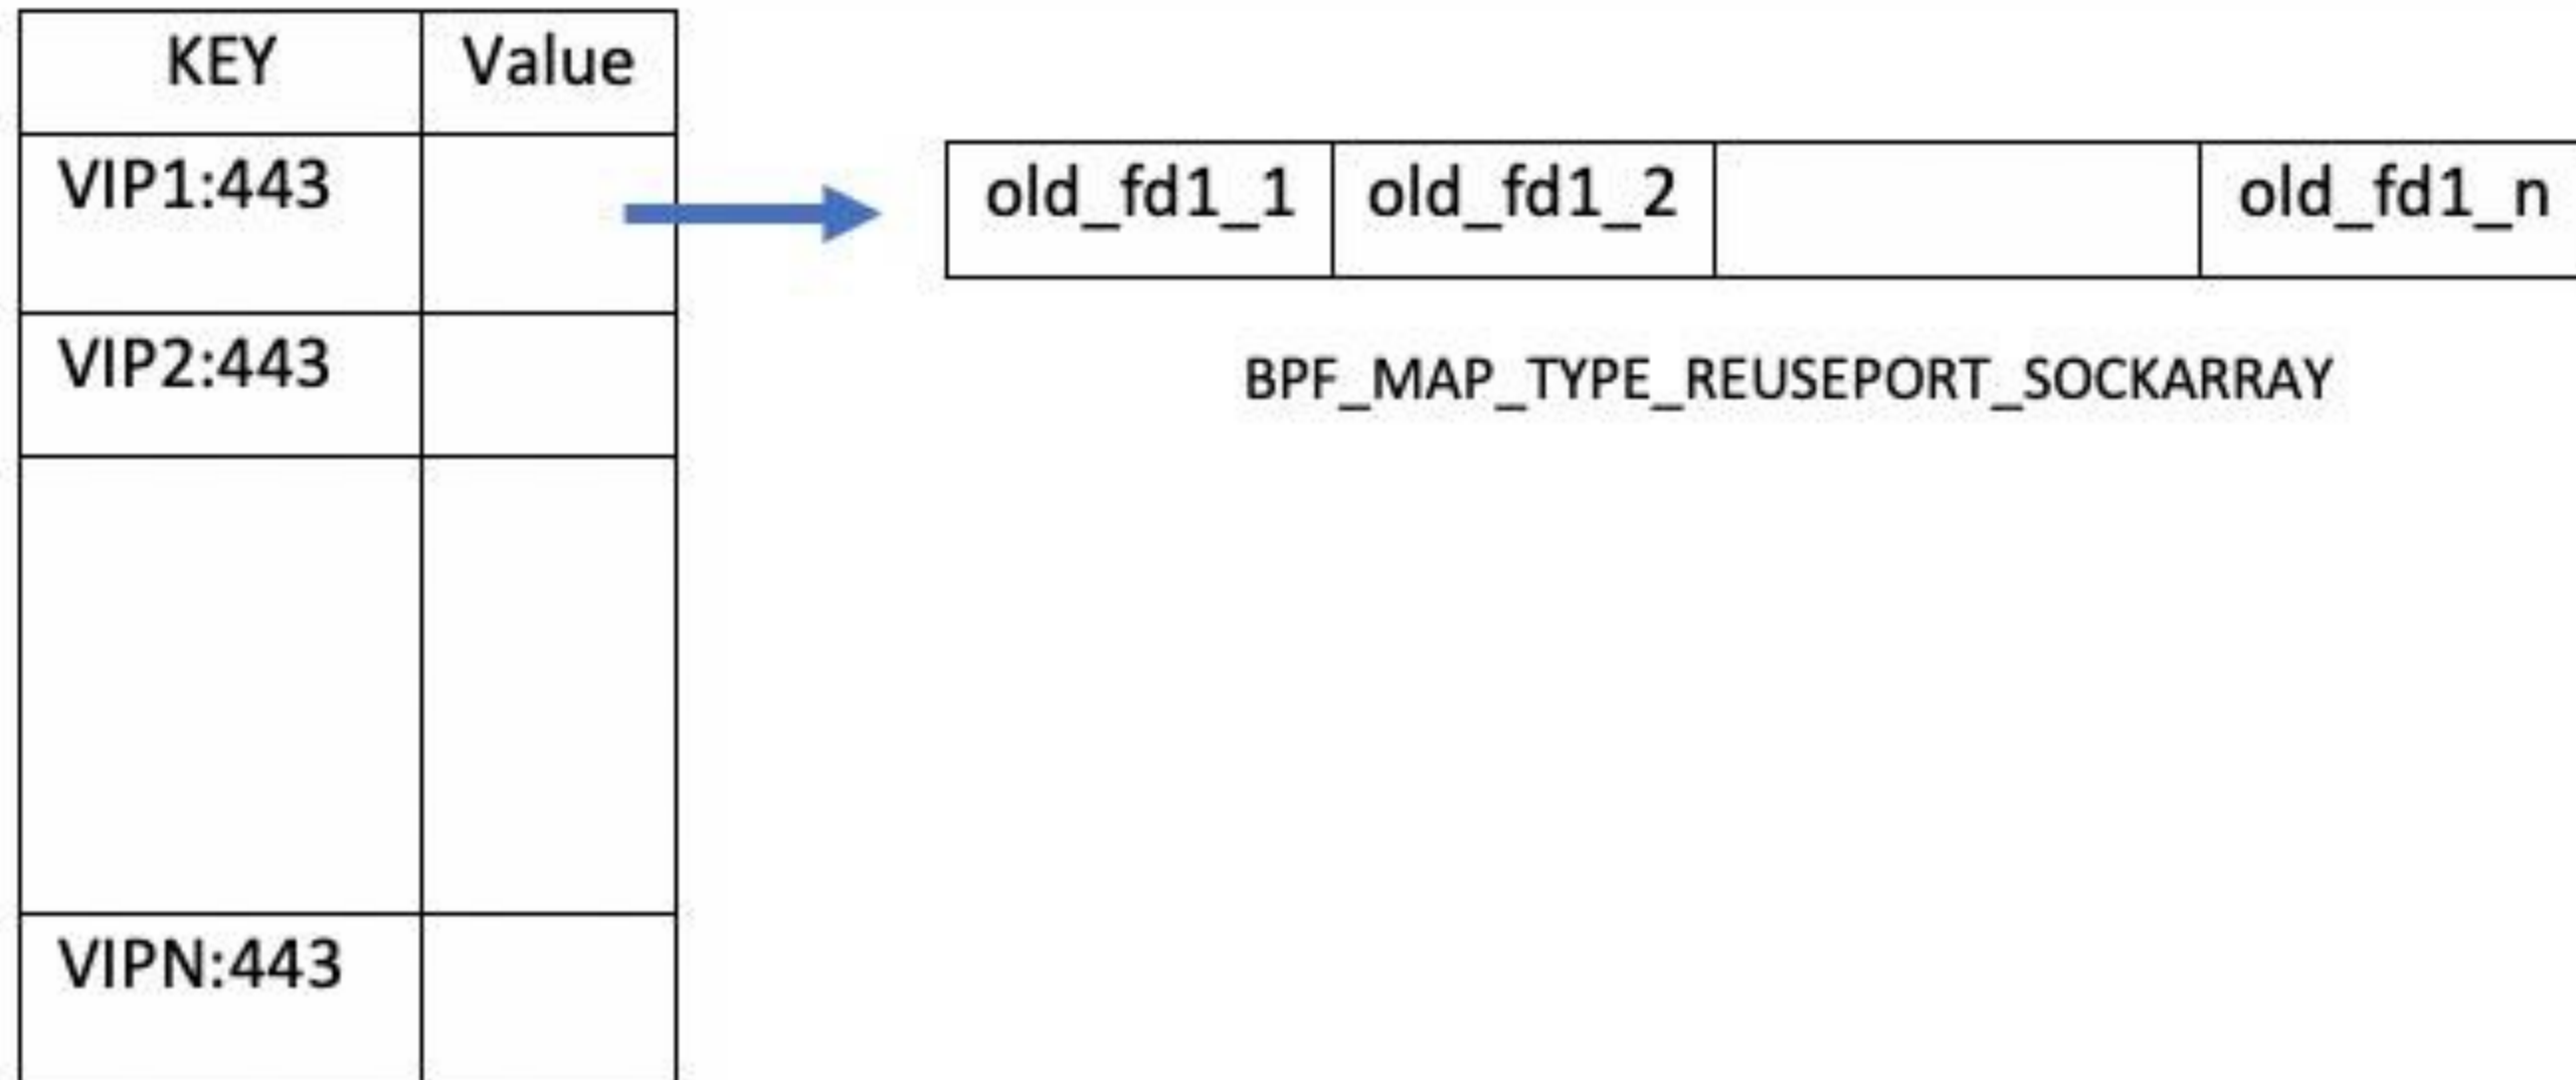 KEY Value
VIP1:443
old_fd1_1 old_fd1_2 old_fd1_n
VIP2:443
BPF_MAP_TYPE_REUSEPORT_SOCKARRAY
VIPN:443